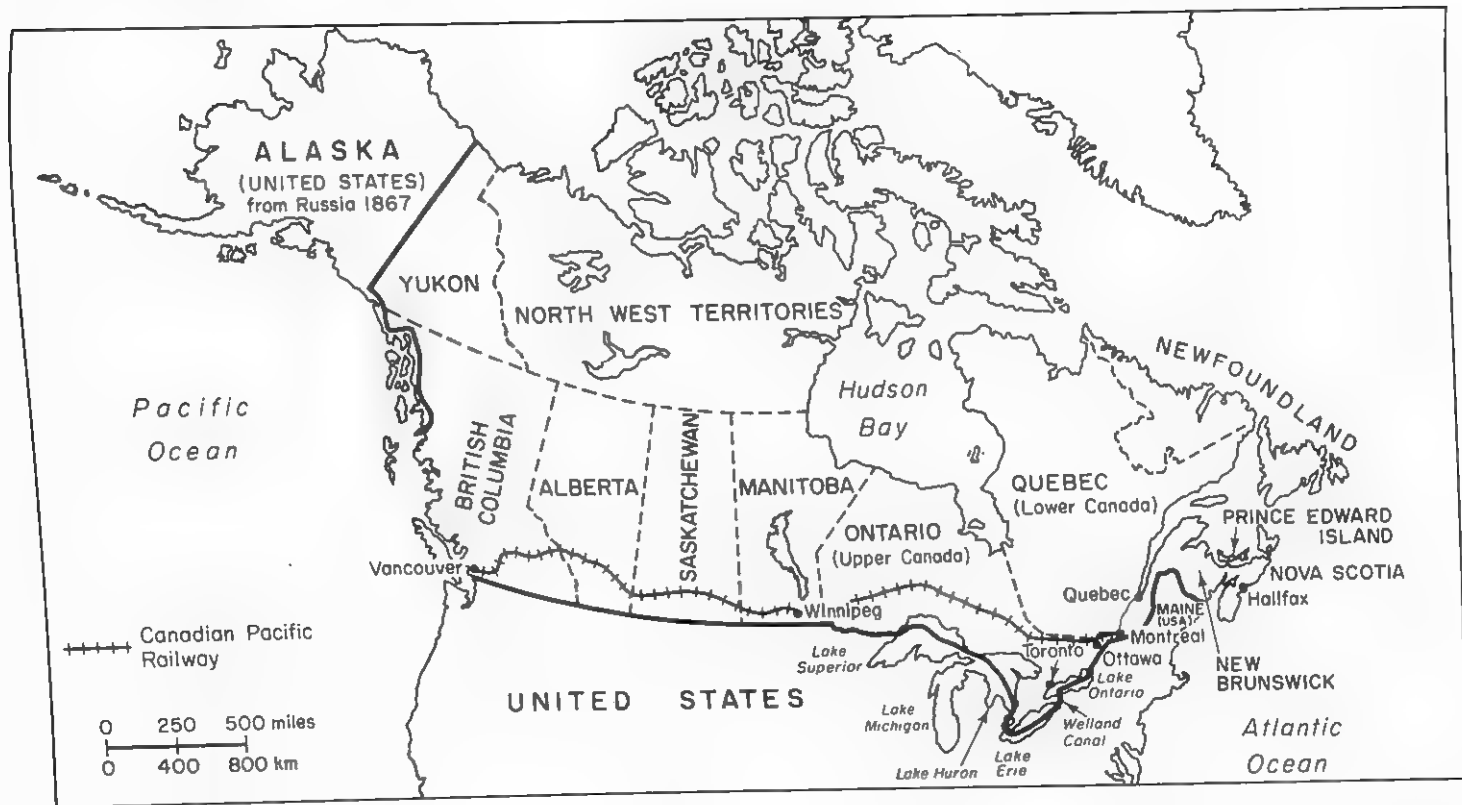 ALASKA
(UNITED STATES)
from Russia 1867
YUKON
NORTH WEST TERRITORIES
NEWFOUNDLAND
Pacific
Ocean
Hudson
Bay
BRITISH
COLUMBIA
ALBERTA
SASKATCHEWAN
MANITOBA
ONTARIO
(Upper Canada)
QUEBEC
(Lower Canada)
PRINCE EDWARD
ISLAND
NOVA SCOTIA
Halifax
Vancouver
Winnipeg
Quebec
MAINE
(USA)
Montreal
Toronto
Ottawa
NEW
BRUNSWICK
Canadian Pacific
Railway
Lake
Superior
Lake
Ontario
UNITED STATES
Lake
Michigan
Welland
Canal
Lake Huron
Lake
Erie
Atlantic
Ocean
0 250 500 miles
0 400 800 km